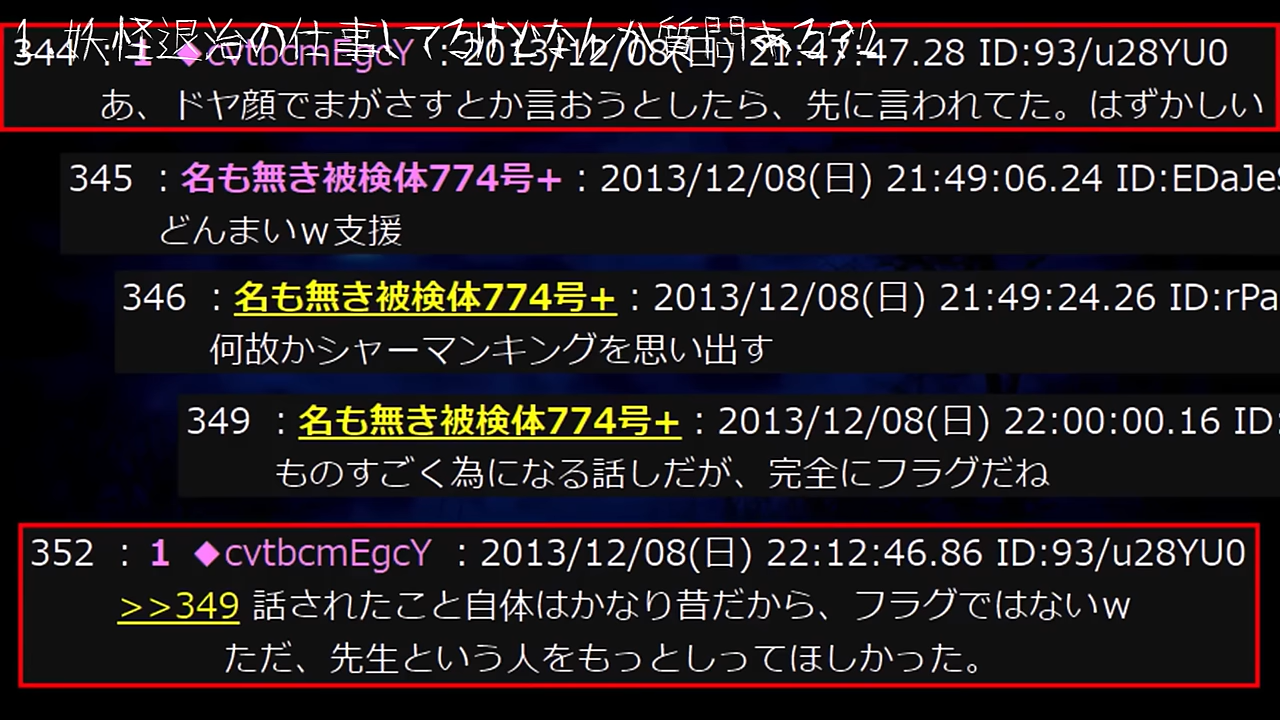 1.妖怪退治の仕事してるけどなんか質問ある?2
344 ：1 ◆cvtbcmEgcY ：2013/12/08(日) 21:47:47.28 ID:93/u28YU0
あ、ドヤ顔でまがさすとか言おうとしたら、先に言われてた。はずかしい
345 ：名も無き被検体774号+：2013/12/08(日) 21:49:06.24 ID:EDaJe
どんまいｗ支援
346 ：名も無き被検体774号+：2013/12/08(日) 21:49:24.26 ID:rPa
何故かシャーマンキングを思い出す
349 ：名も無き被検体774号+：2013/12/08(日) 22:00:00.16 ID:
ものすごく為になる話しだが、完全にフラグだね
352 ：1 ◆cvtbcmEgcY ：2013/12/08(日) 22:12:46.86 ID:93/u28YU0
>>349 話されたこと自体はかなり昔だから、フラグではないｗ
ただ、先生という人をもっとしってほしかった。